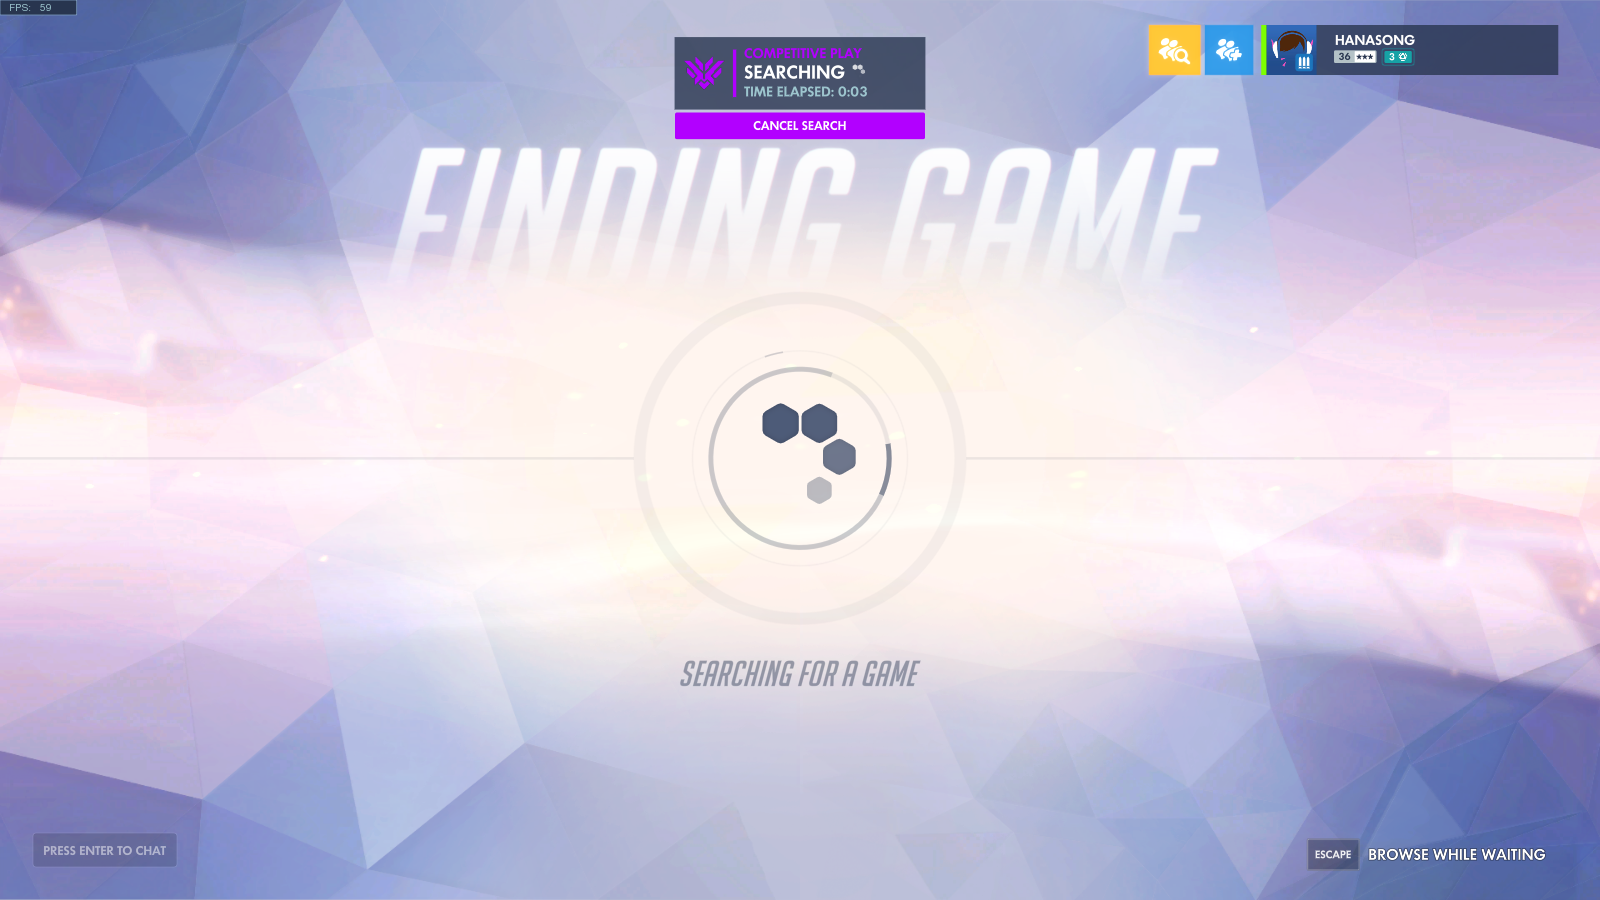 FPS: 59
COMPETITIVE PLAY
SEARCHING
TIME ELAPSED: 0:03
CANCEL SEARCH
HANASONG
36 ★★★ 3
FINDING GAME
SEARCHING FOR A GAME
PRESS ENTER TO CHAT
ESCAPE BROWSE WHILE WAITING